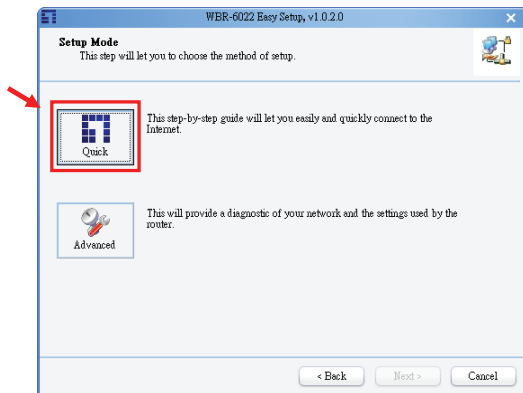 WBR-6022 Easy Setup, v1.0.2.0
Setup Mode
This step will let you to choose the method of setup.
This step-by-step guide will let you easily and quickly connect to the
Internet.
Quick
This will provide a diagnostic of your network and the settings used by the
router.
Advanced
< Back
Next >
Cancel